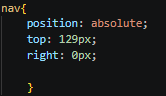 nav{
    position: absolute;
    top: 129px;
    right: 0px;

    }